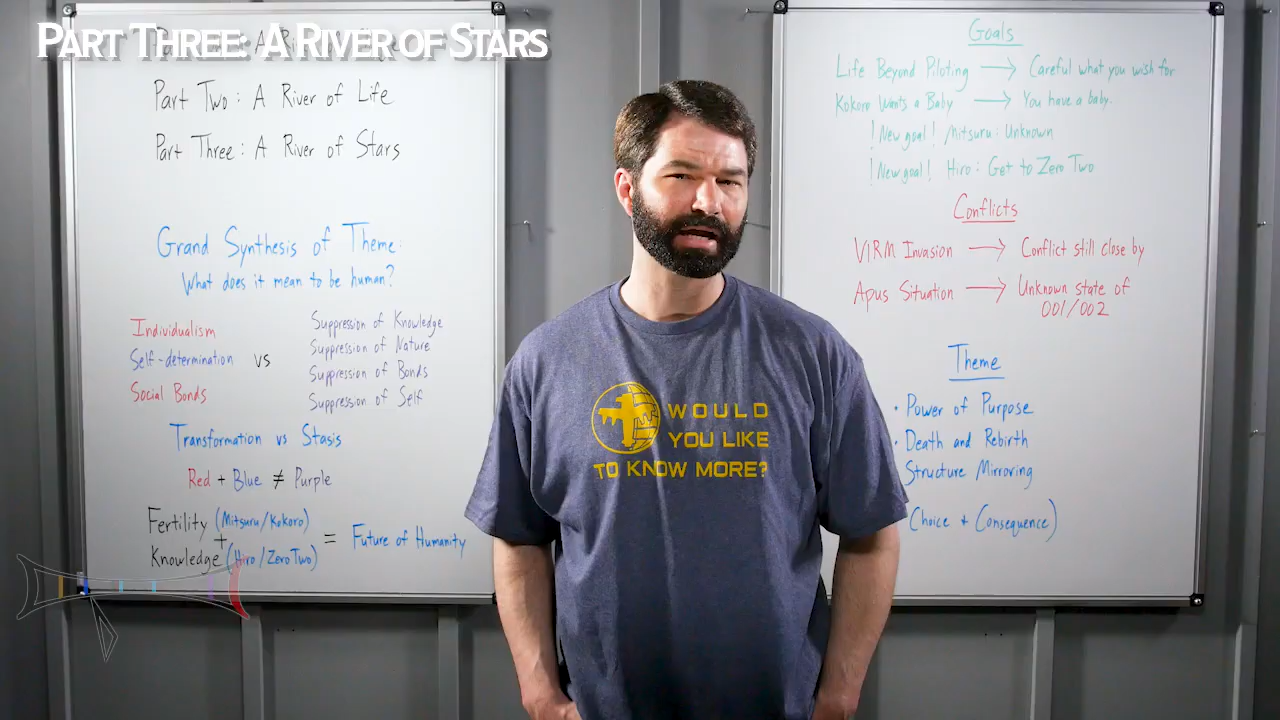 Part Three: A River of Stars
Part Two: A River of Life
Part Three: A River of Stars
Grand Synthesis of Theme:
What does it mean to be human?
Individualism
Self-determination
Social Bonds
vs
Suppression of Knowledge
Suppression of Nature
Suppression of Bonds
Suppression of Self
Transformation vs Stasis
Red + Blue ≠ Purple
Fertility (Mitsuru/Kokoro)
+
Knowledge (Hiro/Zero Two)
= Future of Humanity
WOULD
YOU LIKE
TO KNOW MORE?
Goals
Life Beyond Piloting → Careful what you wish for
Kokoro Wants a Baby → You have a baby.
! New goal! Mitsuru: Unknown
! New goal! Hiro: Get to Zero Two
Conflicts
VIRM Invasion → Conflict still close by
Apus Situation → Unknown state of
001/002
Theme
• Power of Purpose
• Death and Rebirth
Structure Mirroring
(Choice + Consequence)